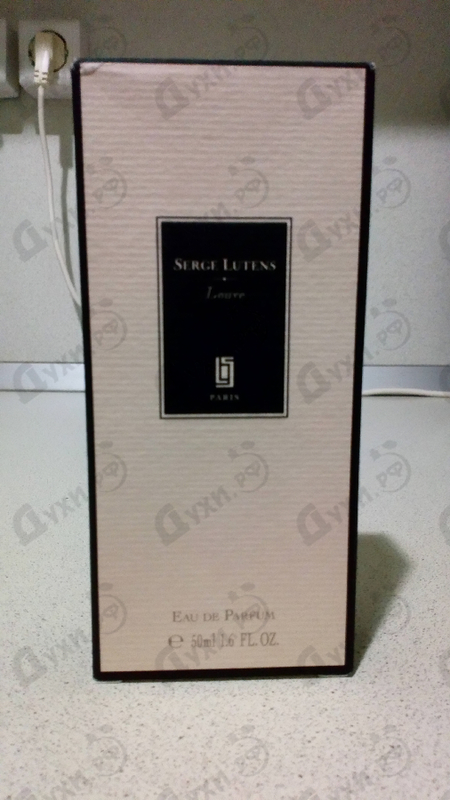 SERGE LUTENS
Louve
PARIS
EAU DE PARFUM
e 50ml 1.6 FL. OZ.
Духи.рф